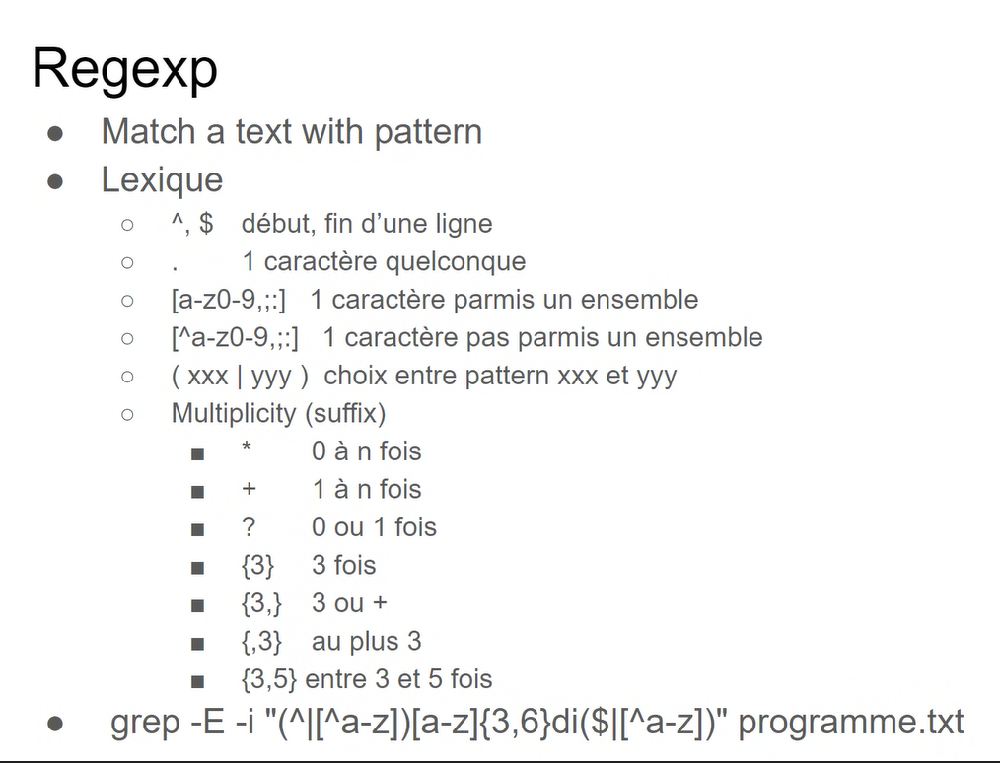 Regexp
● Match a text with pattern
● Lexique
○ ^, $ début, fin d’une ligne
○ . 1 caractère quelconque
○ [a-z0-9,;:] 1 caractère parmis un ensemble
○ [^a-z0-9,;:] 1 caractère pas parmis un ensemble
○ ( xxx | yyy ) choix entre pattern xxx et yyy
○ Multiplicity (suffix)
■ * 0 à n fois
■ + 1 à n fois
■ ? 0 ou 1 fois
■ {3} 3 fois
■ {3,} 3 ou +
■ {,3} au plus 3
■ {3,5} entre 3 et 5 fois
● grep -E -i "(^|[^a-z])[a-z]{3,6}di($|[^a-z])" programme.txt